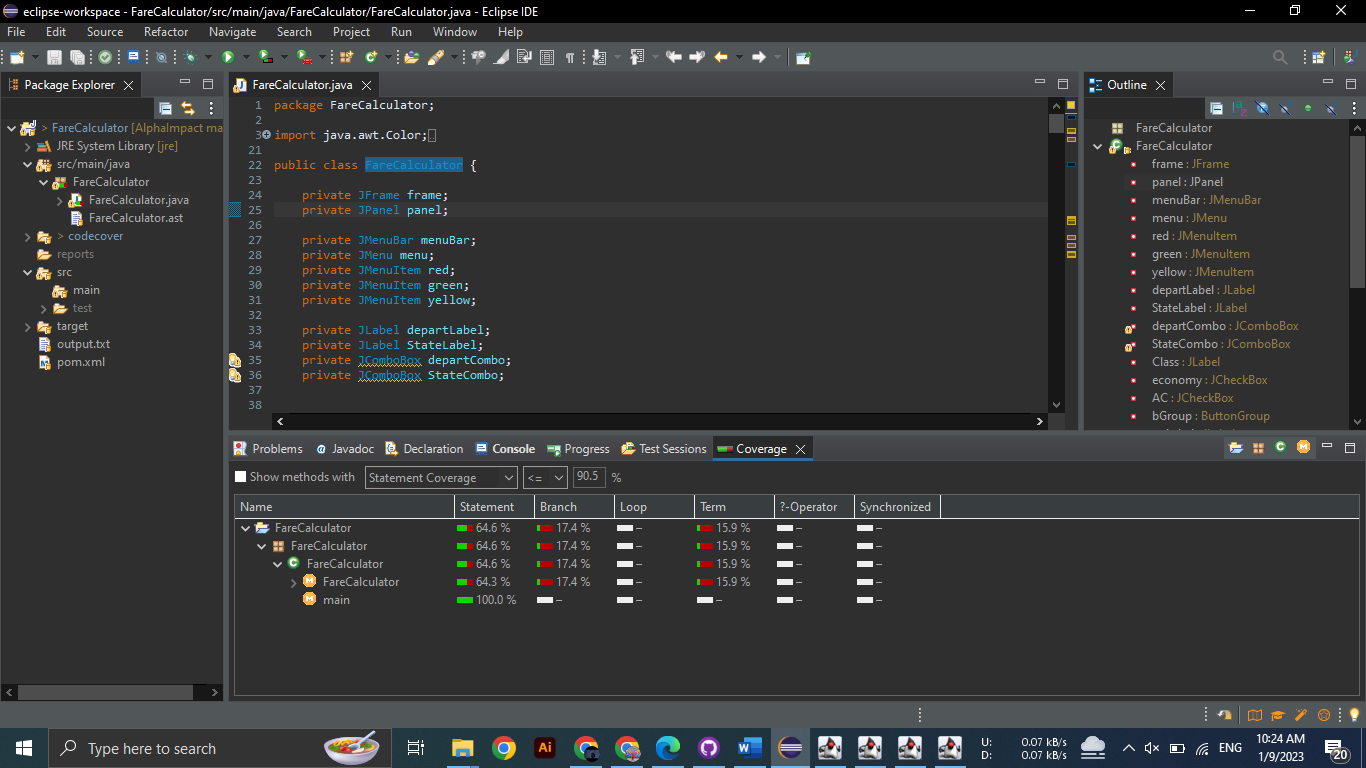 eclipse-workspace - FareCalculator/src/main/java/FareCalculator/FareCalculator.java - Eclipse IDE
File Edit Source Refactor Navigate Search Project Run Window Help
Package Explorer
> FareCalculator [AlphaImpact ma
JRE System Library [jre]
src/main/java
FareCalculator
FareCalculator.java
FareCalculator.ast
> codecover
reports
src
main
test
target
output.txt
pom.xml
FareCalculator.java
1 package FareCalculator;
2
3 import java.awt.Color;
21
22 public class FareCalculator {
23
24 private JFrame frame;
25 private JPanel panel;
26
27 private JMenuBar menuBar;
28 private JMenu menu;
29 private JMenuItem red;
30 private JMenuItem green;
31 private JMenuItem yellow;
32
33 private JLabel departLabel;
34 private JLabel StateLabel;
35 private JComboBox departCombo;
36 private JComboBox StateCombo;
37
38
Outline
FareCalculator
FareCalculator
frame : JFrame
panel : JPanel
menuBar : JMenuBar
menu : JMenu
red : JMenuItem
green : JMenuItem
yellow : JMenuItem
departLabel : JLabel
StateLabel : JLabel
departCombo : JComboBox
StateCombo : JComboBox
Class : JLabel
economy : JCheckBox
AC : JCheckBox
bGroup : ButtonGroup
Problems Javadoc Declaration Console Progress Test Sessions Coverage
Show methods with Statement Coverage <= 90.5 %
Name Statement Branch Loop Term ?-Operator Synchronized
FareCalculator 64.6 % 17.4 % – 15.9 % – –
FareCalculator 64.6 % 17.4 % – 15.9 % – –
FareCalculator 64.6 % 17.4 % – 15.9 % – –
FareCalculator 64.3 % 17.4 % – 15.9 % – –
main 100.0 % – – – – –
Type here to search
U: 0.07 kB/s
D: 0.07 kB/s
ENG
10:24 AM
1/9/2023
20